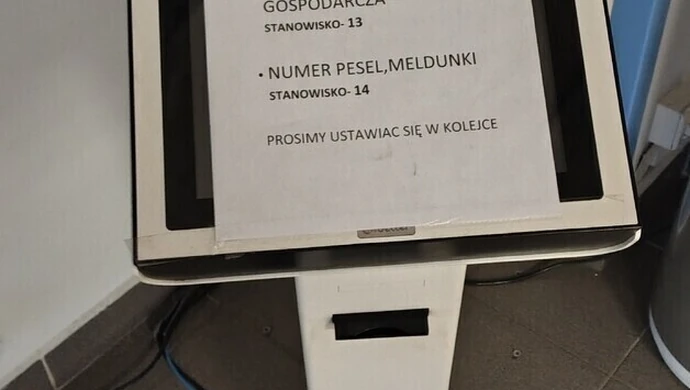 GOSPODARCZA
STANOWISKO- 13
• NUMER PESEL,MELDUNKI
STANOWISKO- 14
PROSIMY USTAWIAC SIĘ W KOLEJCE